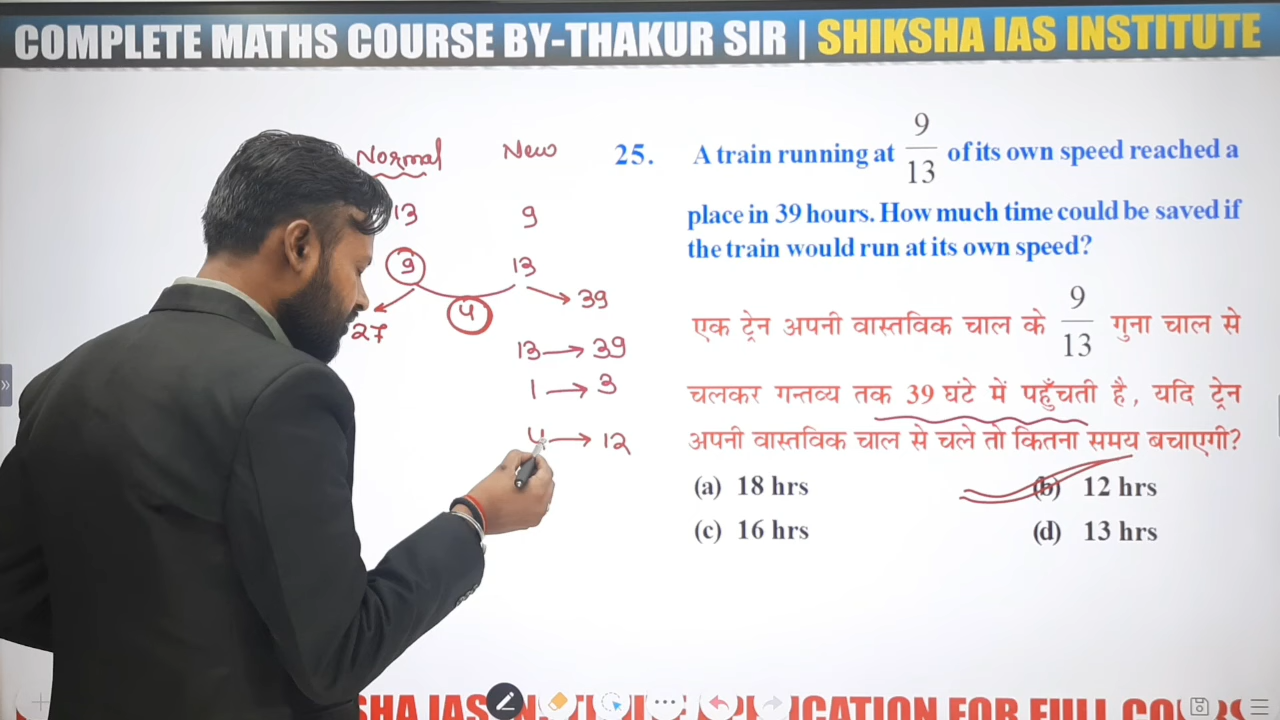 COMPLETE MATHS COURSE BY-THAKUR SIR | SHIKSHA IAS INSTITUTE
Normal New
13 9
9 13
4
27 39
13 → 39
1 → 3
4 → 12
25. A train running at 9/13 of its own speed reached a
place in 39 hours. How much time could be saved if
the train would run at its own speed?
एक ट्रेन अपनी वास्तविक चाल के 9/13 गुना चाल से
चलकर गन्तव्य तक 39 घंटे में पहुँचती है, यदि ट्रेन
अपनी वास्तविक चाल से चले तो कितना समय बचाएगी?
(a) 18 hrs (b) 12 hrs
(c) 16 hrs (d) 13 hrs
FOR FULL